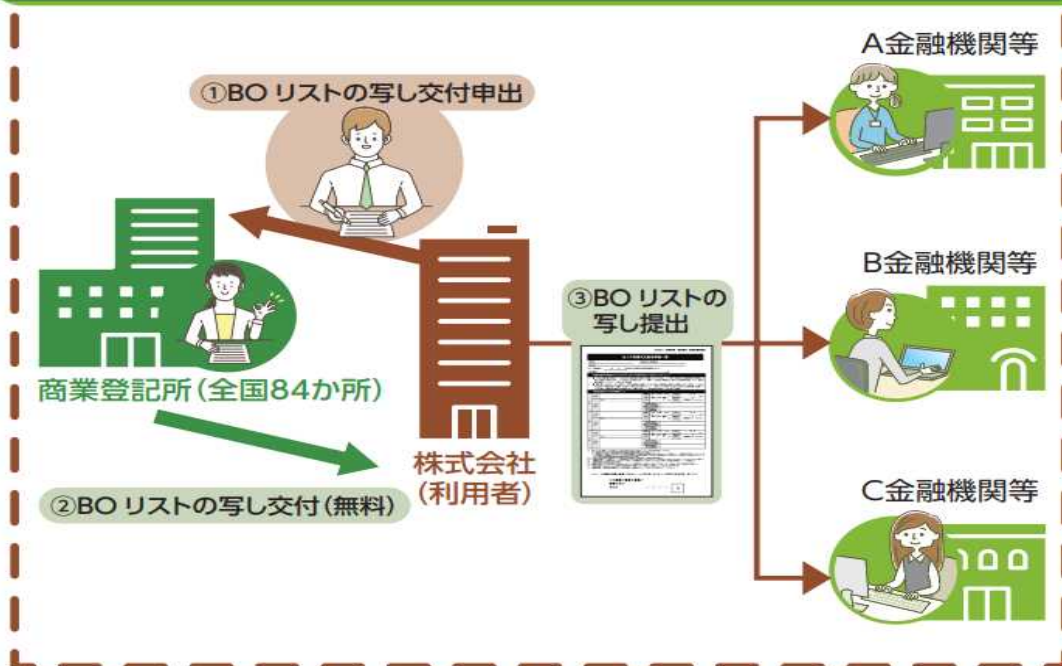 A金融機関等
①BO リストの写し交付申出
B金融機関等
③BO リストの
写し提出
商業登記所(全国84か所)
株式会社
(利用者)
②BO リストの写し交付(無料)
C金融機関等